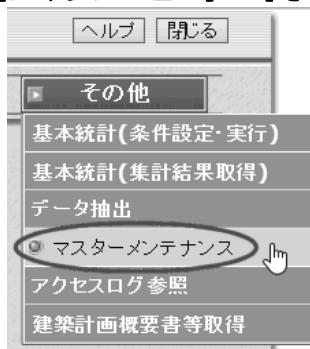 ヘルプ 閉じる
その他
基本統計(条件設定・実行)
基本統計(集計結果取得)
データ抽出
マスターメンテナンス
アクセスログ参照
建築計画概要書等取得